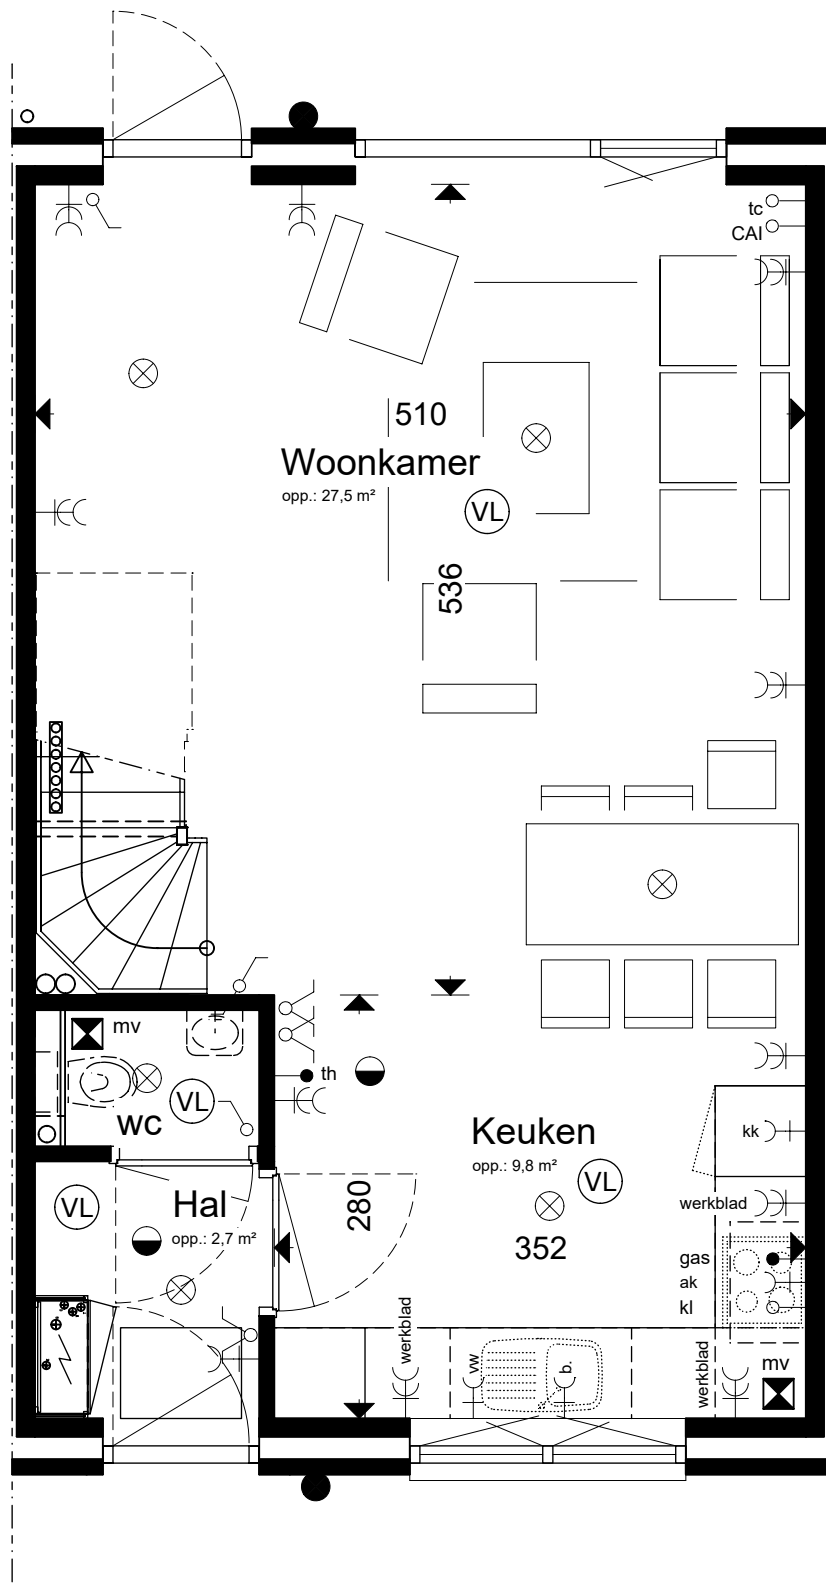 tc
CAI
510
Woonkamer
opp.: 27,5 m²
VL
536
mv
th
VL
WC
Keuken
opp.: 9,8 m²
VL
kk
VL
Hal
opp.: 2,7 m²
280
352
werkblad
gas
ak
kl
werkblad
vw
b.
werkblad
mv